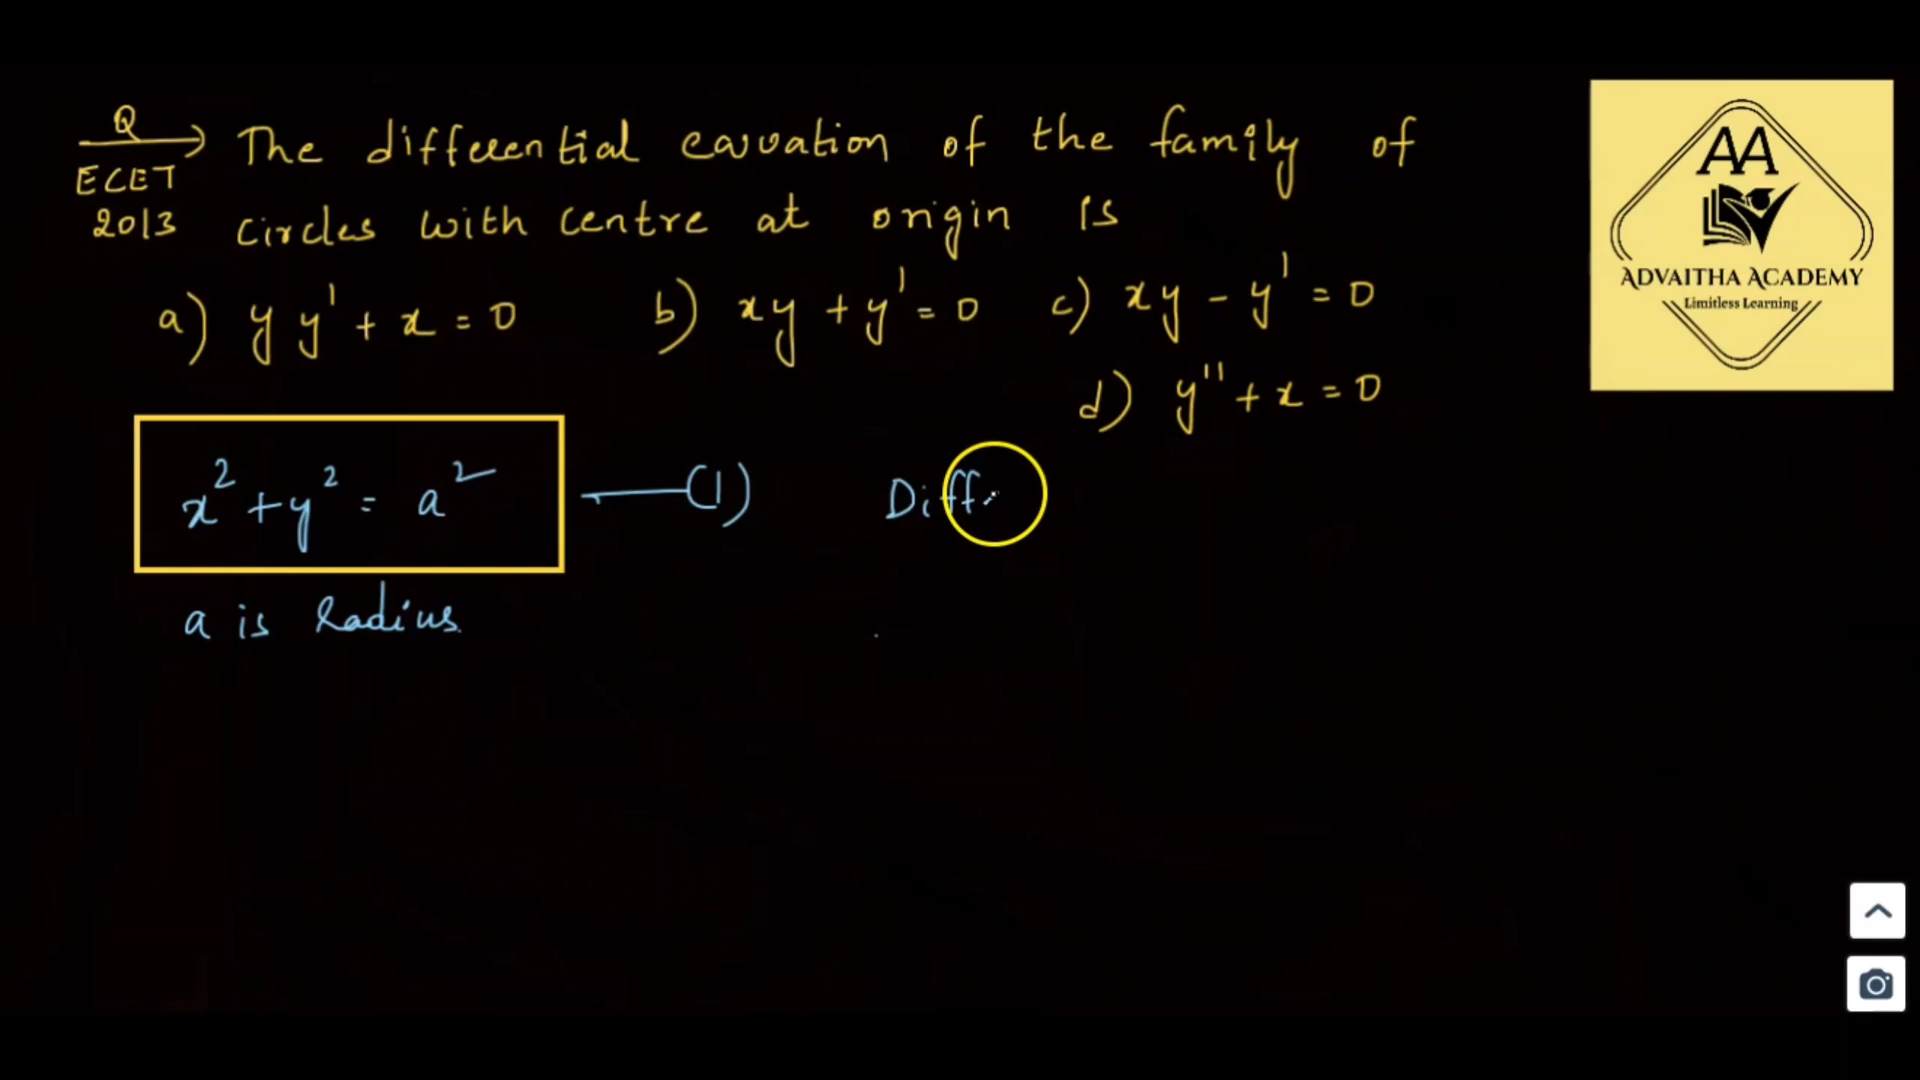 Q
ECET
2013
The differential equation of the family of
circles with centre at origin is
a) y y' + x = 0 b) xy + y' = 0 c) xy - y' = 0
d) y'' + x = 0
x² + y² = a² —(1) Diff.
a is Radius.
AA
ADVAITHA ACADEMY
Limitless Learning